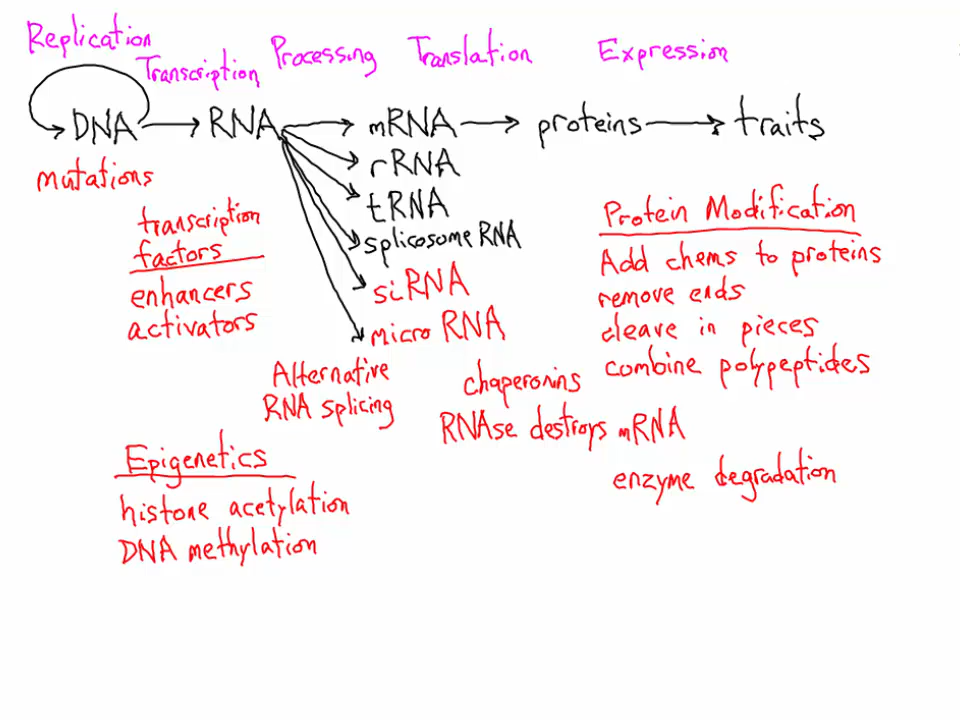 Replication
Transcription
Processing
Translation
Expression
DNA
RNA
mRNA
proteins
traits
rRNA
tRNA
splicosome RNA
siRNA
micro RNA
mutations
transcription
factors
enhancers
activators
Alternative
RNA splicing
chaperonins
RNAse destroys mRNA
Protein Modification
Add chems to proteins
remove ends
cleave in pieces
combine polypeptides
enzyme degradation
Epigenetics
histone acetylation
DNA methylation